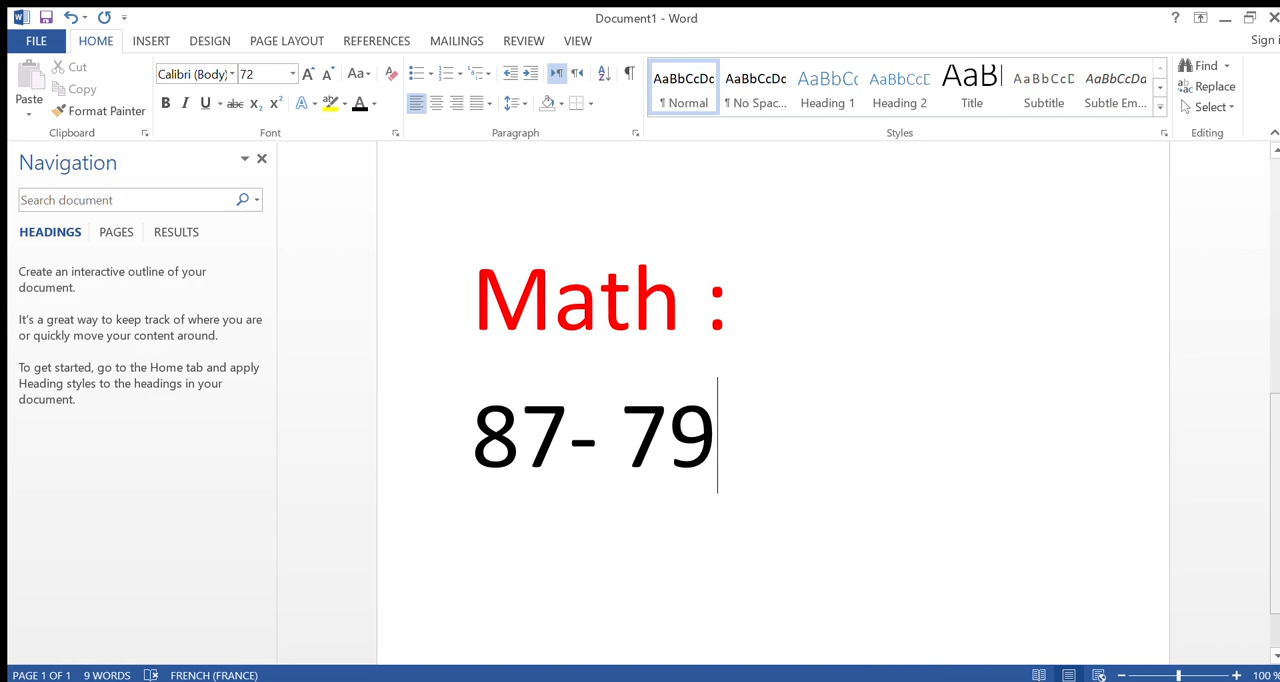 Document1 - Word
?
FILE HOME INSERT DESIGN PAGE LAYOUT REFERENCES MAILINGS REVIEW VIEW
Sign i
Paste
Cut
Copy
Format Painter
Clipboard
Calibri (Body) 72
Font
Paragraph
AaBbCcDc AaBbCcDc AaBbCc AaBbCcD AaB AaBbCcD AaBbCcDa
¶ Normal ¶ No Spac... Heading 1 Heading 2 Title Subtitle Subtle Em...
Styles
Find
Replace
Select
Editing
Navigation
Search document
HEADINGS PAGES RESULTS
Create an interactive outline of your
document.
It's a great way to keep track of where you are
or quickly move your content around.
To get started, go to the Home tab and apply
Heading styles to the headings in your
document.
Math :
87- 79
PAGE 1 OF 1 9 WORDS FRENCH (FRANCE)
100 %